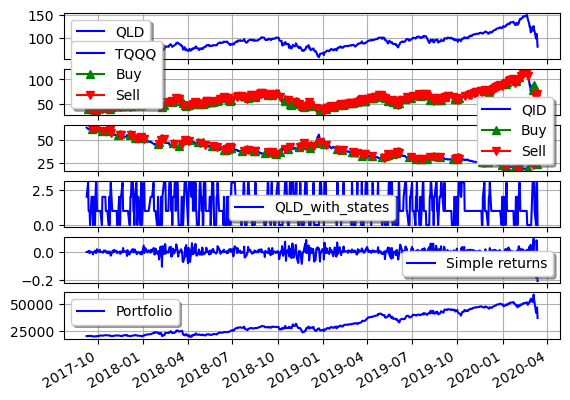 150
100
QLD
100
50
TQQQ
Buy
Sell
50
25
QID
Buy
Sell
2.5
0.0
QLD_with_states
0.0
−0.2
Simple returns
50000
25000
Portfolio
2017-10
2018-01
2018-04
2018-07
2018-10
2019-01
2019-04
2019-07
2019-10
2020-01
2020-04